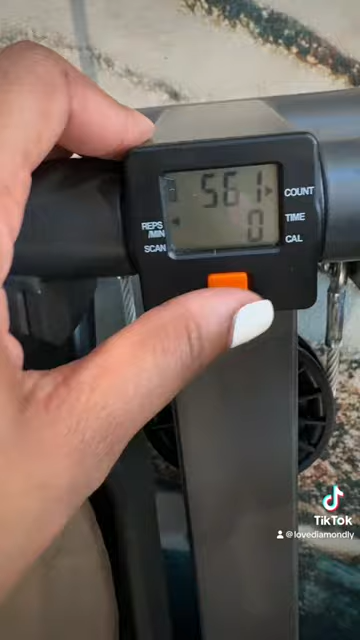 561 COUNT
REPS
/MIN 0 TIME
SCAN CAL
TikTok
@lovediamondly